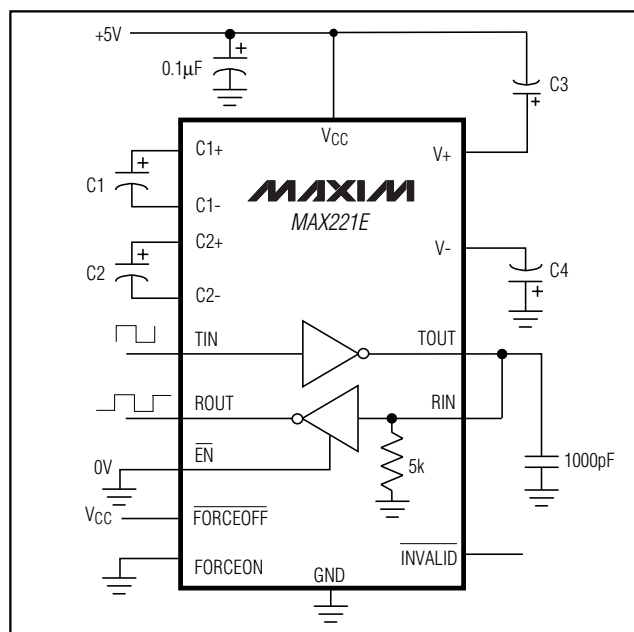 +5V
0.1µF
+
C3
+
VCC
V+
C1+
C1
+
C1-
MAXIM
MAX221E
C2+
C2
+
C2-
V-
C4
+
TIN
TOUT
ROUT
RIN
5k
1000pF
0V
EN
VCC
FORCEOFF
FORCEON
GND
INVALID